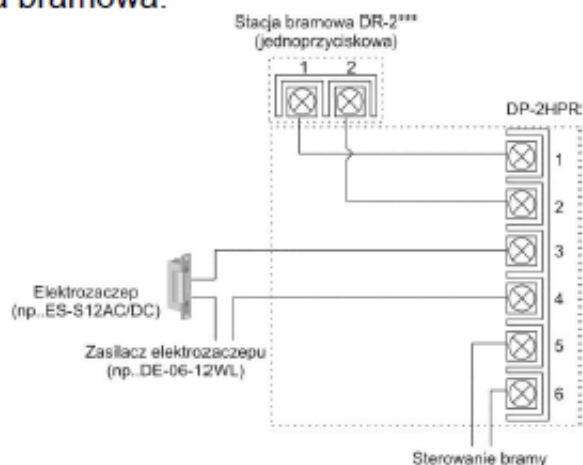 a bramowa.
Stacja bramowa DR-2***
(jednoprzyciskowa)
1 2
DP-2HPR
1
2
3
Elektrozaczep
(np..ES-S12AC/DC)
4
Zasilacz elektrozaczepu
(np..DE-06-12WL)
5
6
Sterowanie bramy